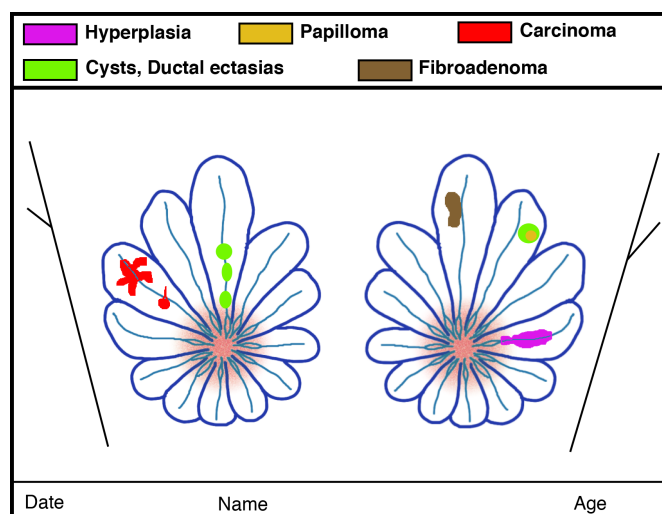 Hyperplasia Papilloma Carcinoma
Cysts, Ductal ectasias Fibroadenoma
Date Name Age